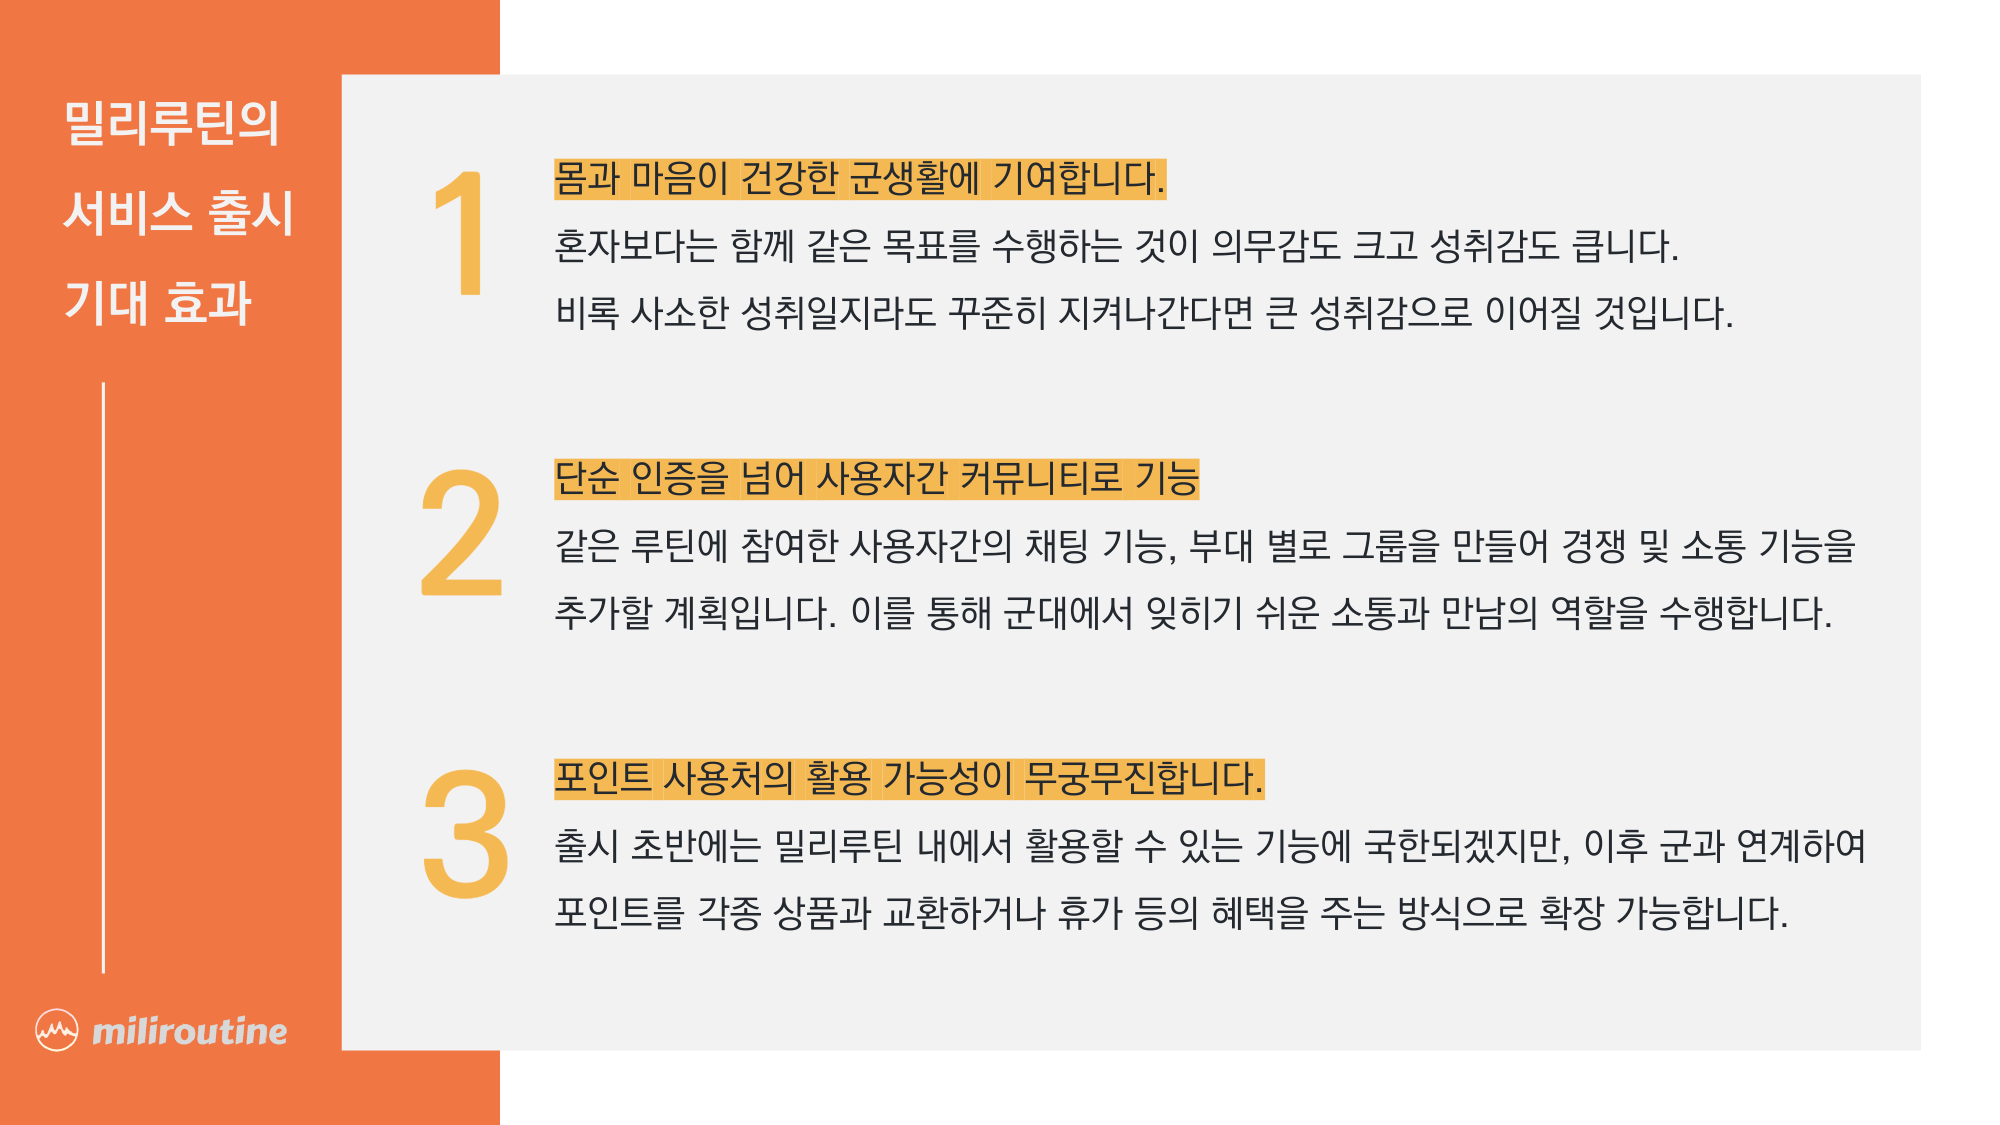 밀리루틴의
서비스 출시
기대 효과
miliroutine
1
몸과 마음이 건강한 군생활에 기여합니다.
혼자보다는 함께 같은 목표를 수행하는 것이 의무감도 크고 성취감도 큽니다.
비록 사소한 성취일지라도 꾸준히 지켜나간다면 큰 성취감으로 이어질 것입니다.
2
단순 인증을 넘어 사용자간 커뮤니티로 기능
같은 루틴에 참여한 사용자간의 채팅 기능, 부대 별로 그룹을 만들어 경쟁 및 소통 기능을
추가할 계획입니다. 이를 통해 군대에서 잊히기 쉬운 소통과 만남의 역할을 수행합니다.
3
포인트 사용처의 활용 가능성이 무궁무진합니다.
출시 초반에는 밀리루틴 내에서 활용할 수 있는 기능에 국한되겠지만, 이후 군과 연계하여
포인트를 각종 상품과 교환하거나 휴가 등의 혜택을 주는 방식으로 확장 가능합니다.